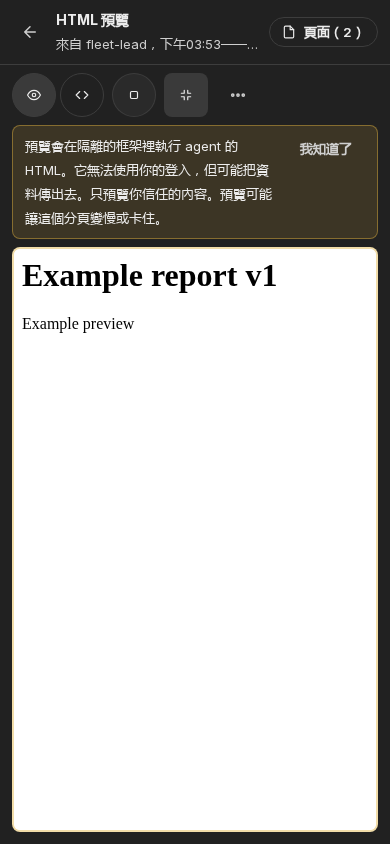 HTML 預覽
來自 fleet-lead，下午03:53——…
頁面（2）
預覽會在隔離的框架裡執行 agent 的
HTML。它無法使用你的登入，但可能把資
料傳出去。只預覽你信任的內容。預覽可能
讓這個分頁變慢或卡住。
我知道了
Example report v1
Example preview